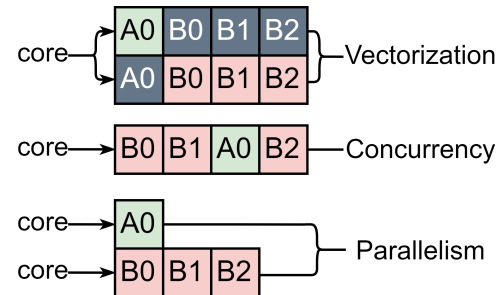 A0 B0 B1 B2
core Vectorization
A0 B0 B1 B2
core B0 B1 A0 B2 Concurrency
core A0
Parallelism
core B0 B1 B2